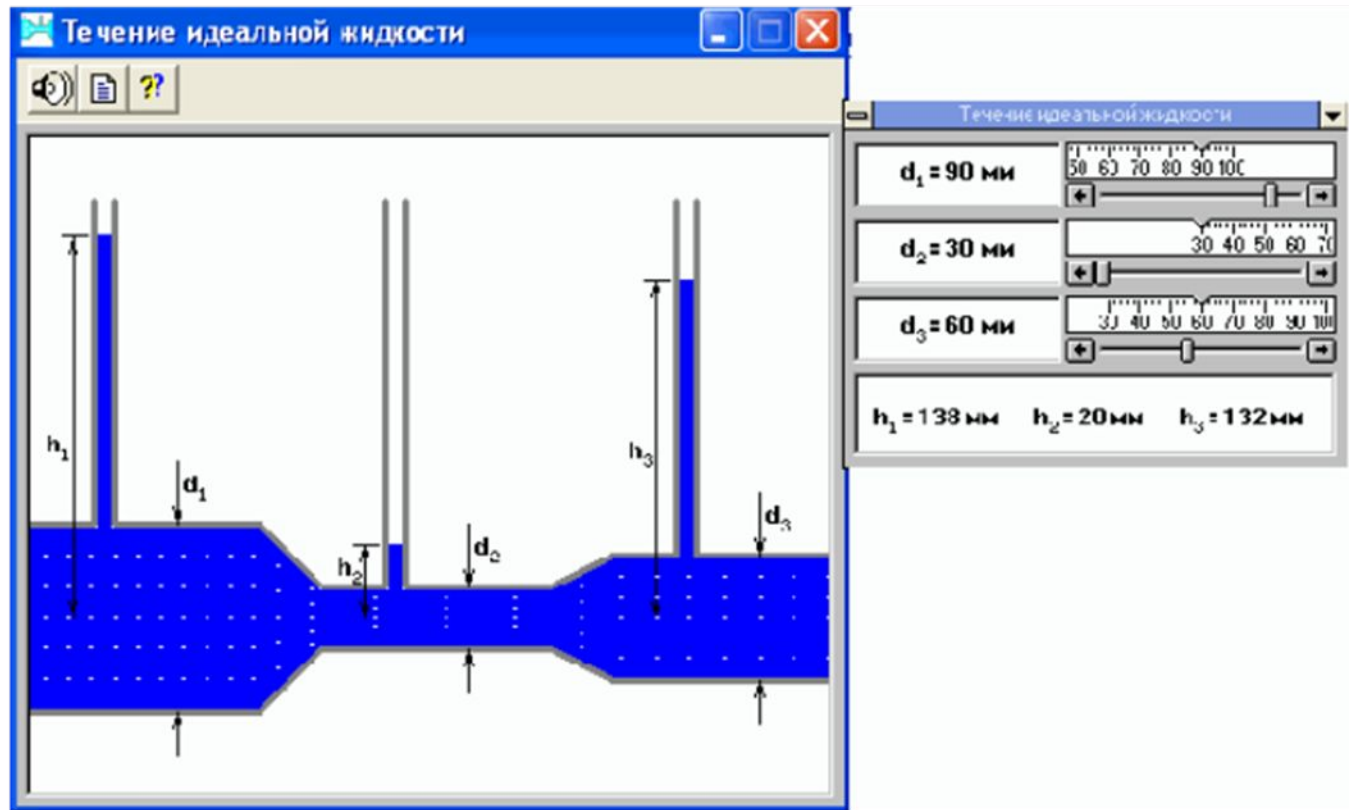 Течение идеальной жидкости
??
Течение идеальной жидкости
d₁ = 90 мм
50 60 70 80 90 100
d₂ = 30 мм
30 40 50 60 70
d₃ = 60 мм
30 40 50 60 70 80 90 100
h₁ = 138 мм h₂ = 20 мм h₃ = 132 мм
h₁
d₁
h₂
d₂
h₃
d₃